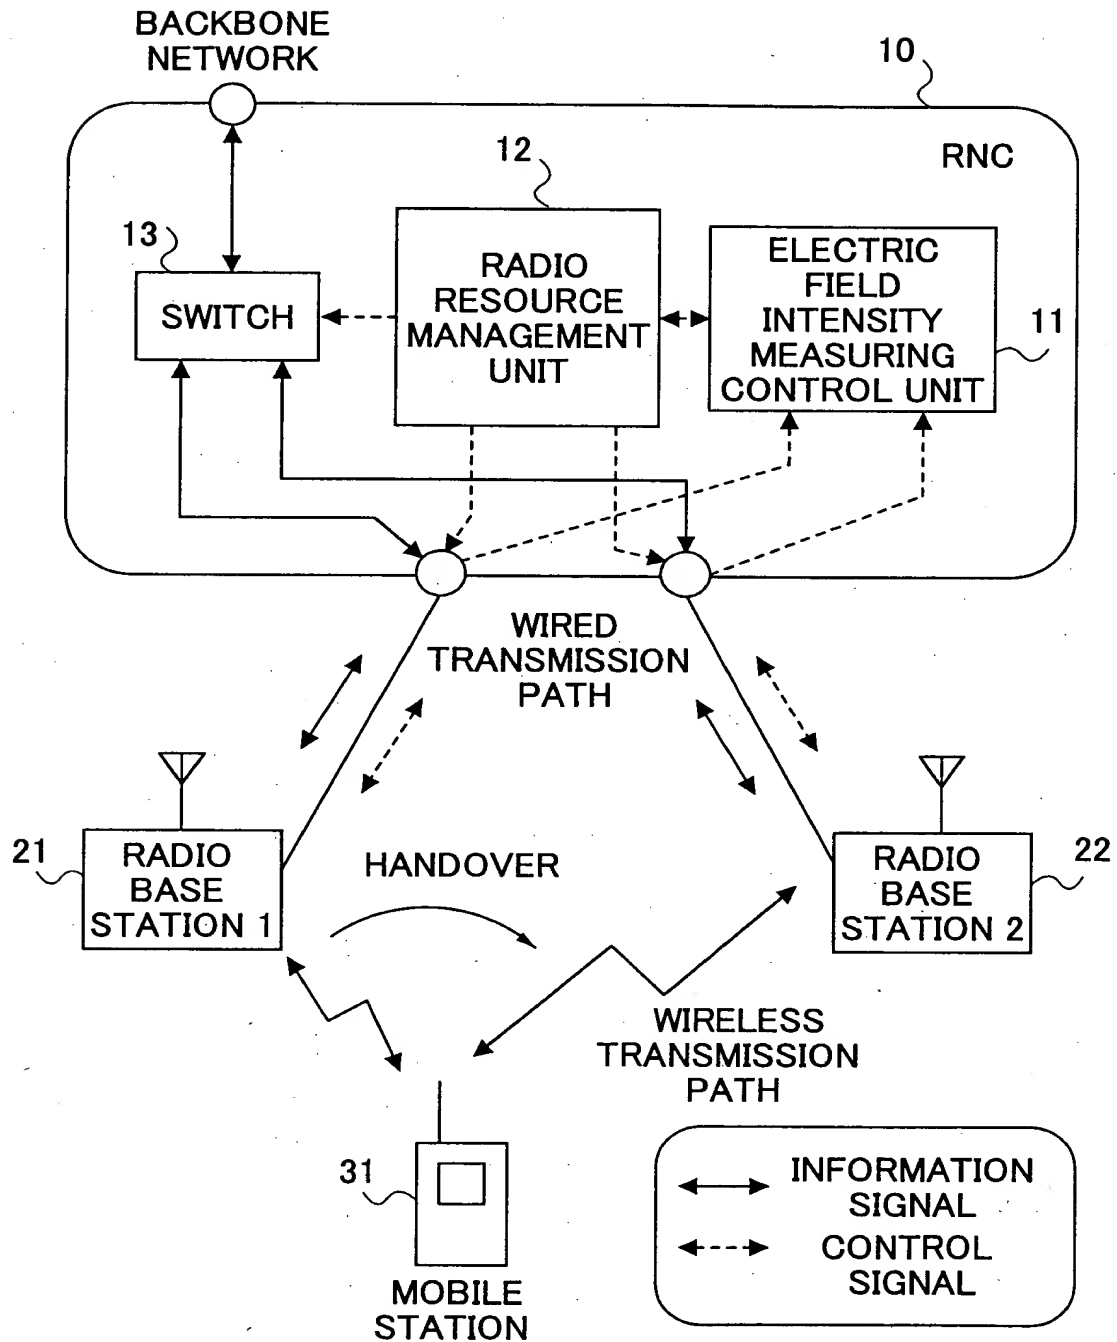 BACKBONE
NETWORK
10
RNC
12
13
SWITCH
RADIO
RESOURCE
MANAGEMENT
UNIT
ELECTRIC
FIELD
INTENSITY
MEASURING
CONTROL UNIT
11
WIRED
TRANSMISSION
PATH
21
RADIO
BASE
STATION 1
HANDOVER
RADIO
BASE
STATION 2
22
WIRELESS
TRANSMISSION
PATH
31
MOBILE
STATION
INFORMATION
SIGNAL
CONTROL
SIGNAL